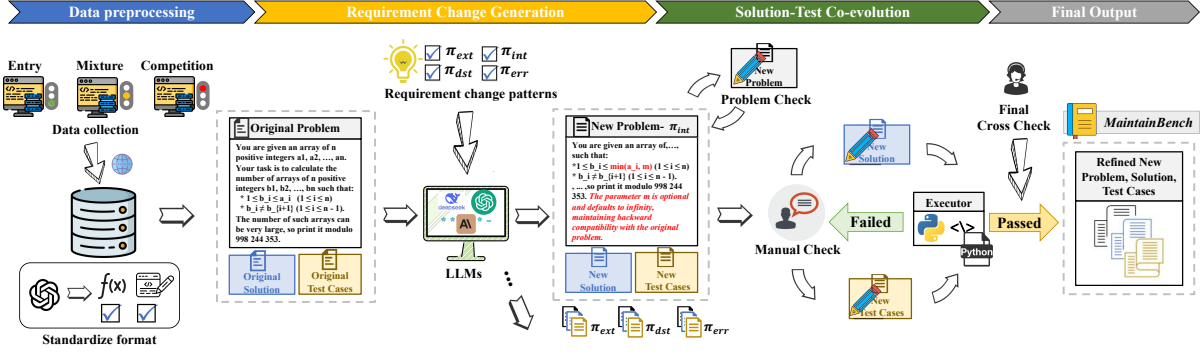 Data preprocessing
Requirement Change Generation
Solution-Test Co-evolution
Final Output
Entry
Mixture
Competition
Data collection
f(x)
Standardize format
Original Problem
You are given an array of n
positive integers a1, a2, …, an.
Your task is to calculate the
number of arrays of n positive
integers b1, b2, …, bn such that:
* 1 ≤ b_i ≤ a_i (1 ≤ i ≤ n)
* b_i ≠ b_{i+1} (1 ≤ i ≤ n - 1).
The number of such arrays can
be very large, so print it modulo
998 244 353.
Original
Solution
Original
Test Cases
π_ext
π_int
π_dst
π_err
Requirement change patterns
deepseek
A\
LLMs
New Problem- π_int
You are given an array of,…,
such that:
*1 ≤ b_i ≤ min(a_i, m) (1 ≤ i ≤ n)
* b_i ≠ b_{i+1} (1 ≤ i ≤ n - 1).
, … ,so print it modulo 998 244
353. The parameter m is optional
and defaults to infinity,
maintaining backward
compatibility with the original
problem.
New
Solution
New
Test Cases
π_ext
π_dst
π_err
New
Problem
Problem Check
Manual Check
New
Solution
New
Test Cases
Failed
Executor
<\>
Python
Passed
Final
Cross Check
MaintainBench
Refined New
Problem, Solution,
Test Cases